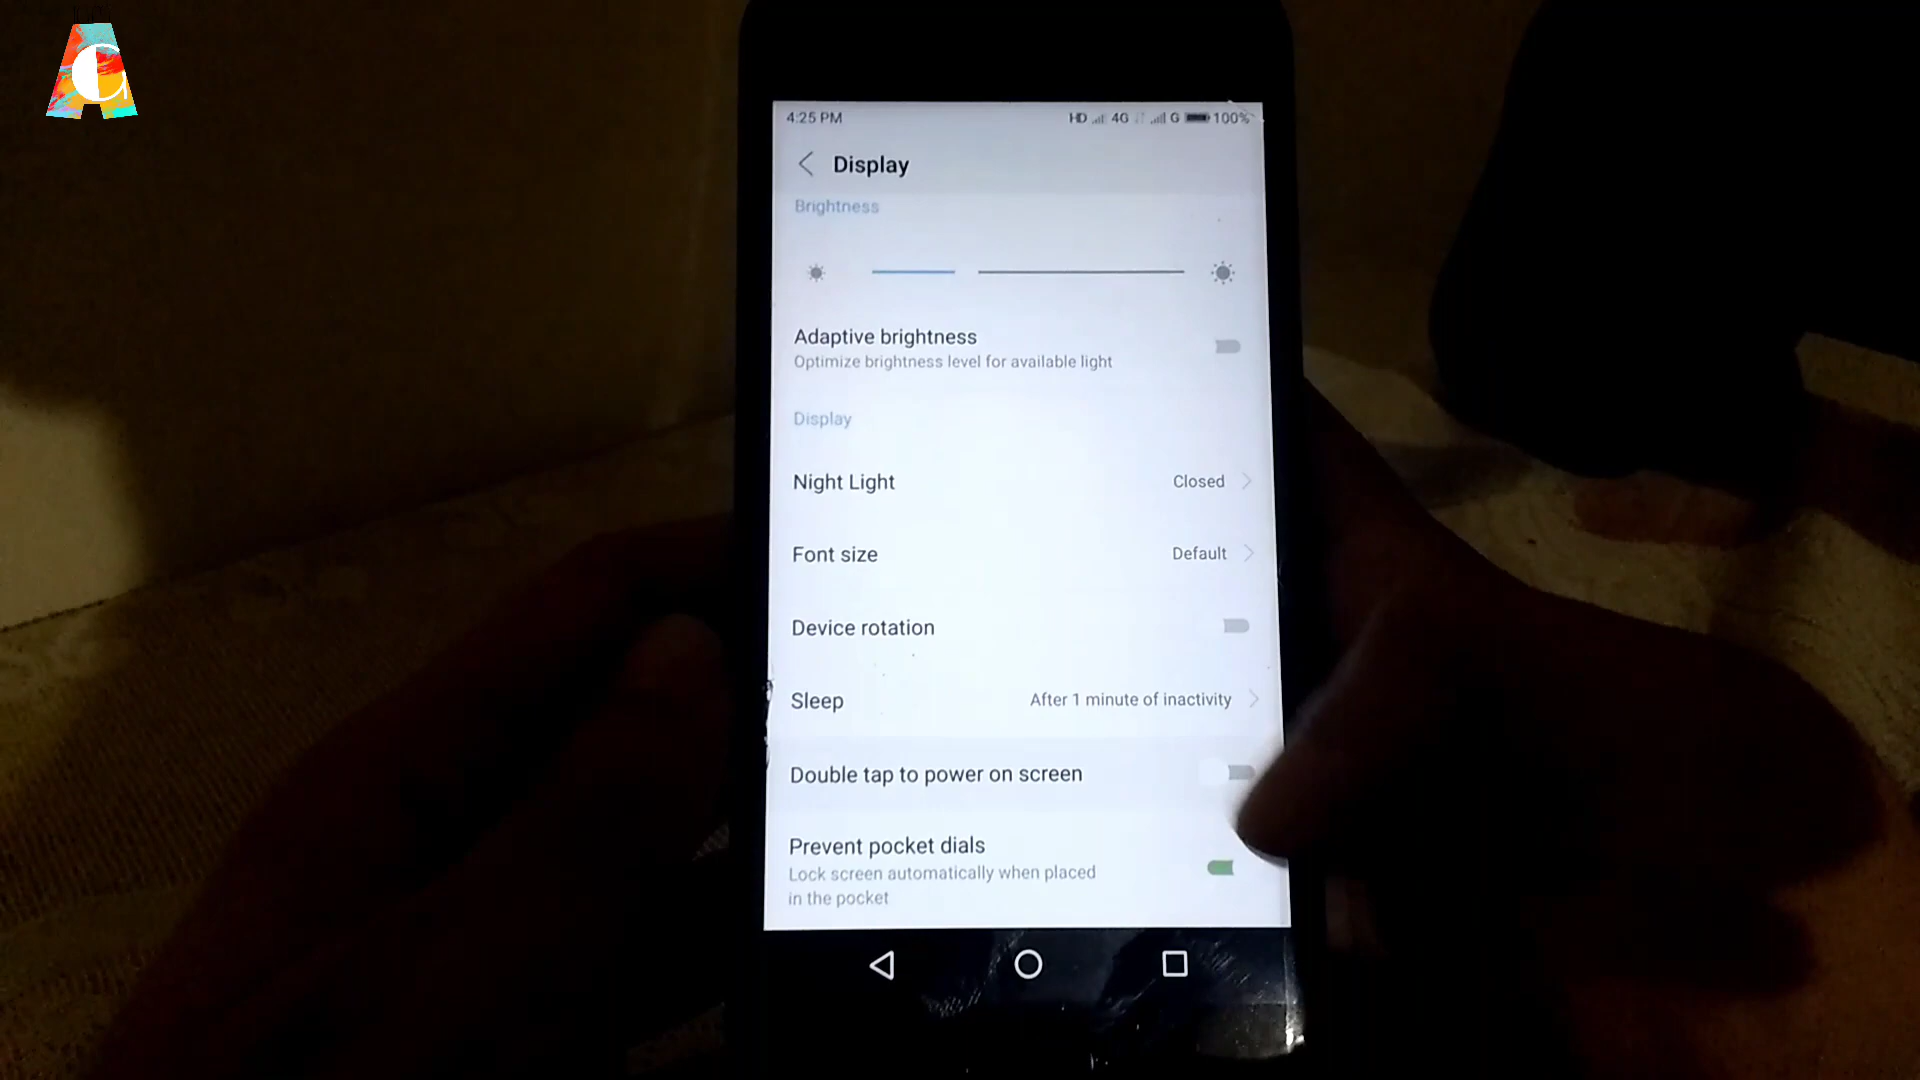 4:25 PM HD 4G G 100%
Display
Brightness
Adaptive brightness
Optimize brightness level for available light
Display
Night Light Closed
Font size Default
Device rotation
Sleep After 1 minute of inactivity
Double tap to power on screen
Prevent pocket dials
Lock screen automatically when placed
in the pocket